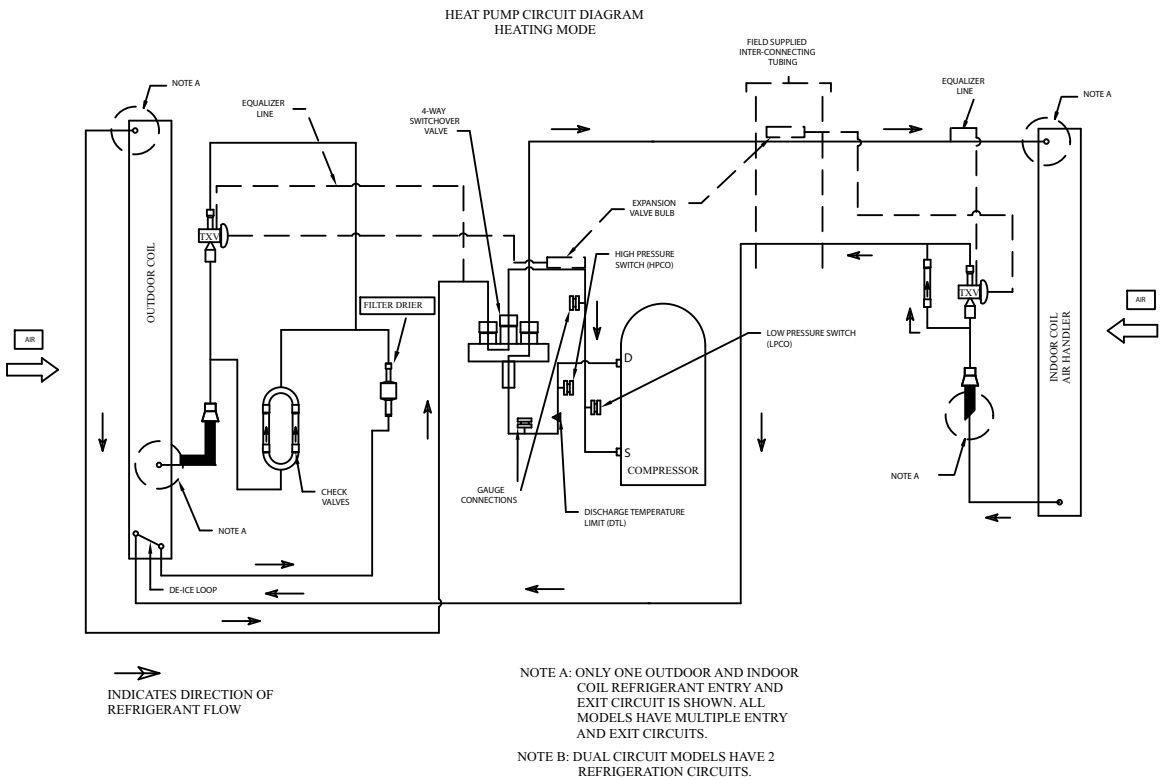 HEAT PUMP CIRCUIT DIAGRAM
HEATING MODE
FIELD SUPPLIED
INTER-CONNECTING
TUBING
NOTE A
EQUALIZER
LINE
4-WAY
SWITCHOVER
VALVE
EQUALIZER
LINE
NOTE A
OUTDOOR COIL
TXV
EXPANSION
VALVE BULB
HIGH PRESSURE
SWITCH (HPCO)
FILTER DRIER
TXV
AIR
AIR
LOW PRESSURE SWITCH
(LPCO)
D
INDOOR COIL
AIR HANDLER
S
COMPRESSOR
NOTE A
CHECK
VALVES
GAUGE
CONNECTIONS
DISCHARGE TEMPERATURE
LIMIT (DTL)
NOTE A
DE-ICE LOOP
INDICATES DIRECTION OF
REFRIGERANT FLOW
NOTE A: ONLY ONE OUTDOOR AND INDOOR
COIL REFRIGERANT ENTRY AND
EXIT CIRCUIT IS SHOWN. ALL
MODELS HAVE MULTIPLE ENTRY
AND EXIT CIRCUITS.
NOTE B: DUAL CIRCUIT MODELS HAVE 2
REFRIGERATION CIRCUITS.